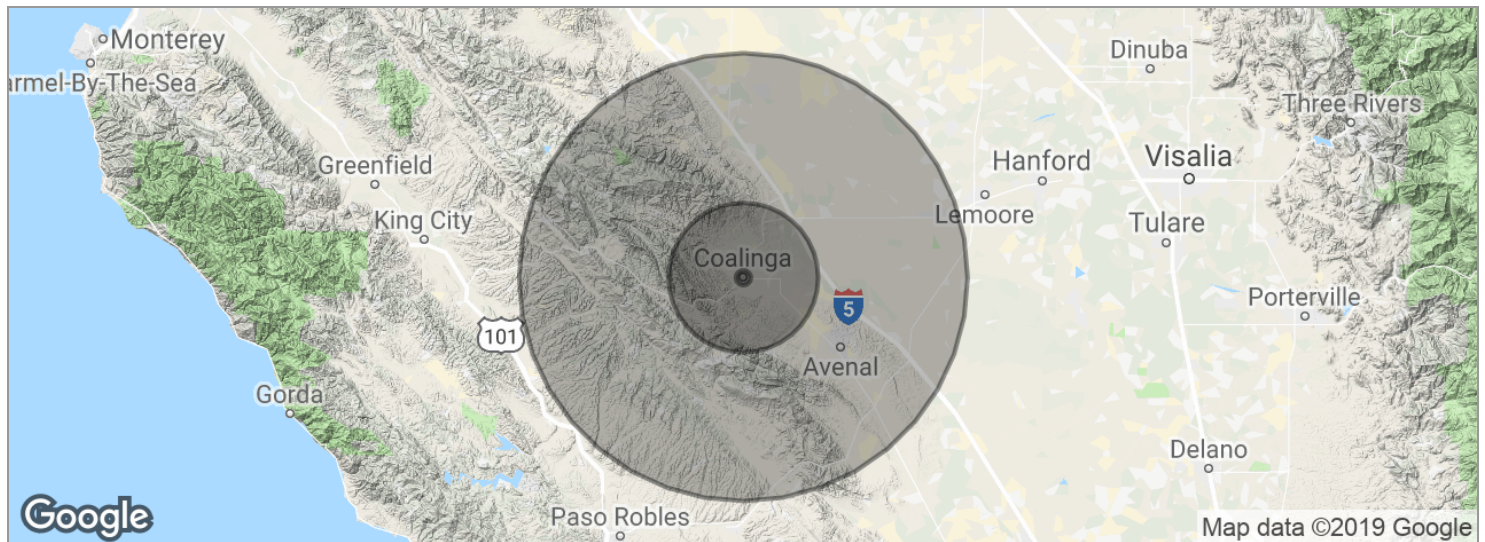 Monterey
Dinuba
armel-By-The-Sea
Three Rivers
Greenfield
Hanford
Visalia
Lemoore
King City
Tulare
Coalinga
Porterville
5
101
Avenal
Gorda
Delano
Paso Robles
Google
Map data ©2019 Google